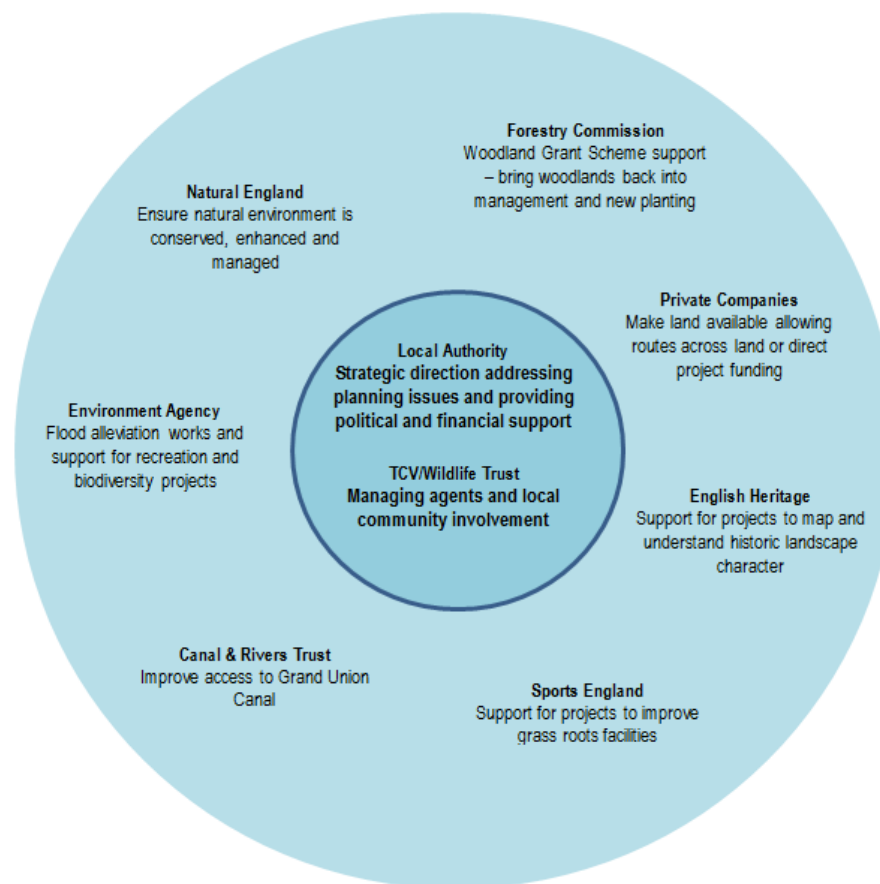 Forestry Commission
Woodland Grant Scheme support
– bring woodlands back into
management and new planting
Natural England
Ensure natural environment is
conserved, enhanced and
managed
Private Companies
Make land available allowing
routes across land or direct
project funding
Local Authority
Strategic direction addressing
planning issues and providing
political and financial support
TCV/Wildlife Trust
Managing agents and local
community involvement
Environment Agency
Flood alleviation works and
support for recreation and
biodiversity projects
English Heritage
Support for projects to map and
understand historic landscape
character
Canal & Rivers Trust
Improve access to Grand Union
Canal
Sports England
Support for projects to improve
grass roots facilities